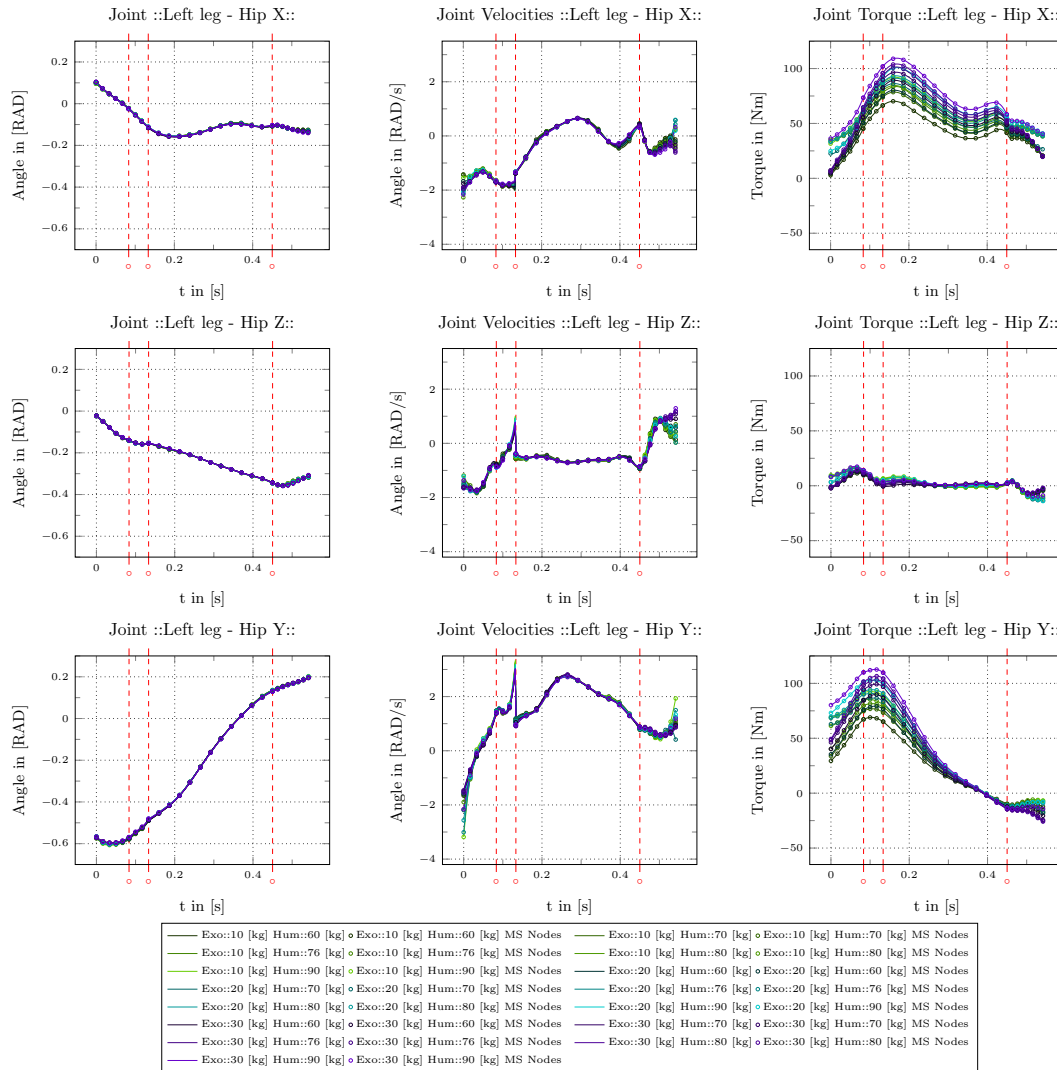 Joint ::Left leg - Hip X:: Joint Velocities ::Left leg - Hip X:: Joint Torque ::Left leg - Hip X::
0.2
0
−0.2
−0.4
−0.6
Angle in [RAD]
0 0.2 0.4
t in [s]
2
0
−2
−4
Angle in [RAD/s]
0 0.2 0.4
t in [s]
100
50
0
−50
Torque in [Nm]
0 0.2 0.4
t in [s]
Joint ::Left leg - Hip Z:: Joint Velocities ::Left leg - Hip Z:: Joint Torque ::Left leg - Hip Z::
0.2
0
−0.2
−0.4
−0.6
Angle in [RAD]
0 0.2 0.4
t in [s]
2
0
−2
−4
Angle in [RAD/s]
0 0.2 0.4
t in [s]
100
50
0
−50
Torque in [Nm]
0 0.2 0.4
t in [s]
Joint ::Left leg - Hip Y:: Joint Velocities ::Left leg - Hip Y:: Joint Torque ::Left leg - Hip Y::
0.2
0
−0.2
−0.4
−0.6
Angle in [RAD]
0 0.2 0.4
t in [s]
2
0
−2
−4
Angle in [RAD/s]
0 0.2 0.4
t in [s]
100
50
0
−50
Torque in [Nm]
0 0.2 0.4
t in [s]
Exo::10 [kg] Hum::60 [kg] Exo::10 [kg] Hum::60 [kg] MS Nodes Exo::10 [kg] Hum::70 [kg] Exo::10 [kg] Hum::70 [kg] MS Nodes
Exo::10 [kg] Hum::76 [kg] Exo::10 [kg] Hum::76 [kg] MS Nodes Exo::10 [kg] Hum::80 [kg] Exo::10 [kg] Hum::80 [kg] MS Nodes
Exo::10 [kg] Hum::90 [kg] Exo::10 [kg] Hum::90 [kg] MS Nodes Exo::20 [kg] Hum::60 [kg] Exo::20 [kg] Hum::60 [kg] MS Nodes
Exo::20 [kg] Hum::70 [kg] Exo::20 [kg] Hum::70 [kg] MS Nodes Exo::20 [kg] Hum::76 [kg] Exo::20 [kg] Hum::76 [kg] MS Nodes
Exo::20 [kg] Hum::80 [kg] Exo::20 [kg] Hum::80 [kg] MS Nodes Exo::20 [kg] Hum::90 [kg] Exo::20 [kg] Hum::90 [kg] MS Nodes
Exo::30 [kg] Hum::60 [kg] Exo::30 [kg] Hum::60 [kg] MS Nodes Exo::30 [kg] Hum::70 [kg] Exo::30 [kg] Hum::70 [kg] MS Nodes
Exo::30 [kg] Hum::76 [kg] Exo::30 [kg] Hum::76 [kg] MS Nodes Exo::30 [kg] Hum::80 [kg] Exo::30 [kg] Hum::80 [kg] MS Nodes
Exo::30 [kg] Hum::90 [kg] Exo::30 [kg] Hum::90 [kg] MS Nodes